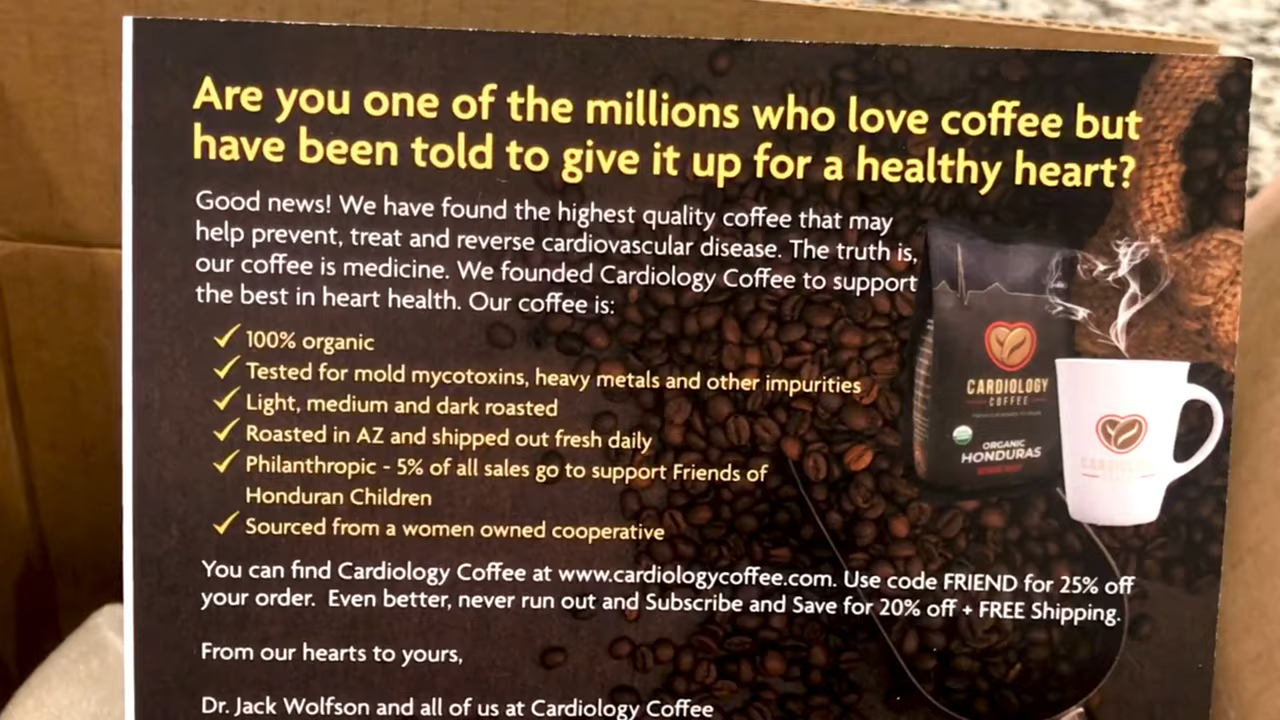 Are you one of the millions who love coffee but
have been told to give it up for a healthy heart?
Good news! We have found the highest quality coffee that may
help prevent, treat and reverse cardiovascular disease. The truth is,
our coffee is medicine. We founded Cardiology Coffee to support
the best in heart health. Our coffee is:
✓ 100% organic
✓ Tested for mold mycotoxins, heavy metals and other impurities
✓ Light, medium and dark roasted
✓ Roasted in AZ and shipped out fresh daily
✓ Philanthropic - 5% of all sales go to support Friends of
Honduran Children
✓ Sourced from a women owned cooperative
CARDIOLOGY
COFFEE
ORGANIC
HONDURAS
You can find Cardiology Coffee at www.cardiologycoffee.com. Use code FRIEND for 25% off
your order. Even better, never run out and Subscribe and Save for 20% off + FREE Shipping.
From our hearts to yours,
Dr. Jack Wolfson and all of us at Cardiology Coffee